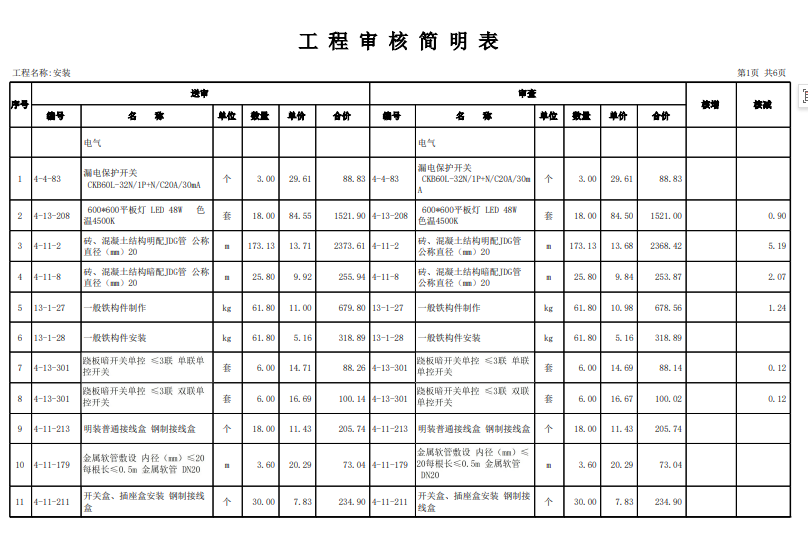 工程审核简明表
工程名称:安装 第1页 共6页
序号 送审 审查 核增 核减
编号 名 称 单位 数量 单价 合价 编号 名 称 单位 数量 单价 合价
电气 电气
1 4-4-83 漏电保护开关 CKB60L-32N/1P+N/C20A/30mA 个 3.00 29.61 88.83 4-4-83 漏电保护开关 CKB60L-32N/1P+N/C20A/30mA 个 3.00 29.61 88.83
2 4-13-208 600*600平板灯 LED 48W 色温4500K 套 18.00 84.55 1521.90 4-13-208 600*600平板灯 LED 48W 色温4500K 套 18.00 84.50 1521.00 0.90
3 4-11-2 砖、混凝土结构明配JDG管 公称直径（mm）20 m 173.13 13.71 2373.61 4-11-2 砖、混凝土结构明配JDG管 公称直径（mm）20 m 173.13 13.68 2368.42 5.19
4 4-11-8 砖、混凝土结构暗配JDG管 公称直径（mm）20 m 25.80 9.92 255.94 4-11-8 砖、混凝土结构暗配JDG管 公称直径（mm）20 m 25.80 9.84 253.87 2.07
5 13-1-27 一般铁构件制作 kg 61.80 11.00 679.80 13-1-27 一般铁构件制作 kg 61.80 10.98 678.56 1.24
6 13-1-28 一般铁构件安装 kg 61.80 5.16 318.89 13-1-28 一般铁构件安装 kg 61.80 5.16 318.89
7 4-13-301 跷板暗开关单控 ≤3联 单联单控开关 套 6.00 14.71 88.26 4-13-301 跷板暗开关单控 ≤3联 单联单控开关 套 6.00 14.69 88.14 0.12
8 4-13-301 跷板暗开关单控 ≤3联 双联单控开关 套 6.00 16.69 100.14 4-13-301 跷板暗开关单控 ≤3联 双联单控开关 套 6.00 16.67 100.02 0.12
9 4-11-213 明装普通接线盒 钢制接线盒 个 18.00 11.43 205.74 4-11-213 明装普通接线盒 钢制接线盒 个 18.00 11.43 205.74
10 4-11-179 金属软管敷设 内径（mm）≤20 每根长≤0.5m 金属软管 DN20 m 3.60 20.29 73.04 4-11-179 金属软管敷设 内径（mm）≤20每根长≤0.5m 金属软管 DN20 m 3.60 20.29 73.04
11 4-11-211 开关盒、插座盒安装 钢制接线盒 个 30.00 7.83 234.90 4-11-211 开关盒、插座盒安装 钢制接线盒 个 30.00 7.83 234.90